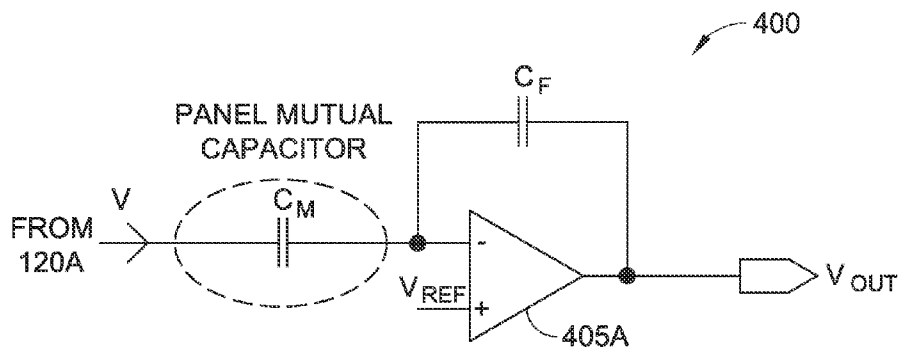 400
C_F
PANEL MUTUAL
CAPACITOR
V
C_M
FROM
120A
-
V_REF
+
V_OUT
405A